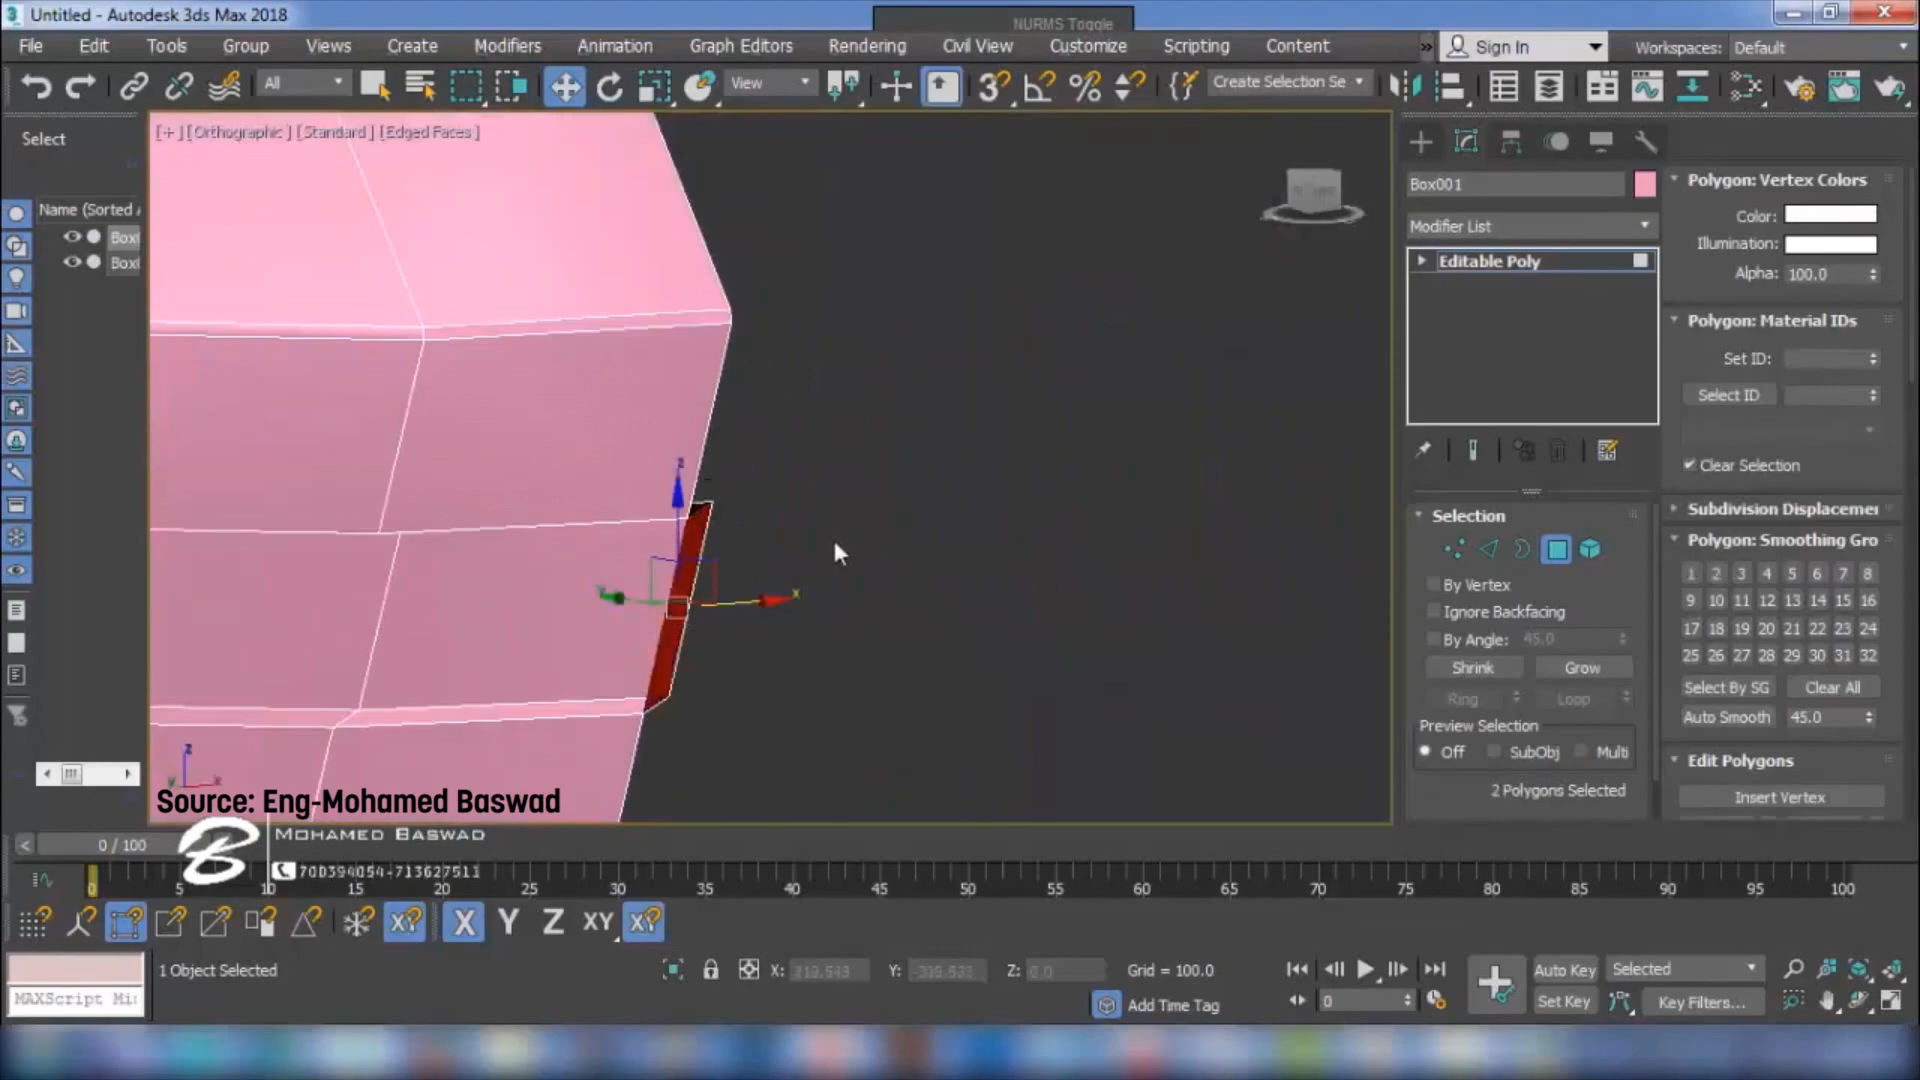 Untitled - Autodesk 3ds Max 2018
NURMS Toggle
File Edit Tools Group Views Create Modifiers Animation Graph Editors Rendering Civil View Customize Scripting Content
Sign In
Workspaces: Default
All
View
Create Selection Se
Select
[+] [Orthographic] [Standard] [Edged Faces]
Name (Sorted
Box
Box
Box001
Modifier List
Editable Poly
Selection
By Vertex
Ignore Backfacing
By Angle: 45.0
Shrink Grow
Ring Loop
Preview Selection
Off SubObj Multi
2 Polygons Selected
Polygon: Vertex Colors
Color:
Illumination:
Alpha: 100.0
Polygon: Material IDs
Set ID:
Select ID
Clear Selection
Subdivision Displacemer
Polygon: Smoothing Gro
1 2 3 4 5 6 7 8
9 10 11 12 13 14 15 16
17 18 19 20 21 22 23 24
25 26 27 28 29 30 31 32
Select By SG Clear All
Auto Smooth 45.0
Edit Polygons
Insert Vertex
z
x
z
x
Source: Eng-Mohamed Baswad
MOHAMED BASWAD
700394054-713627511
0 / 100
0 5 10 15 20 25 30 35 40 45 50 55 60 65 70 75 80 85 90 95 100
X Y Z XY
1 Object Selected
MAXScript Mi
X: Y: Z: 0.0 Grid = 100.0
Add Time Tag
0
Auto Key Selected
Set Key Key Filters...